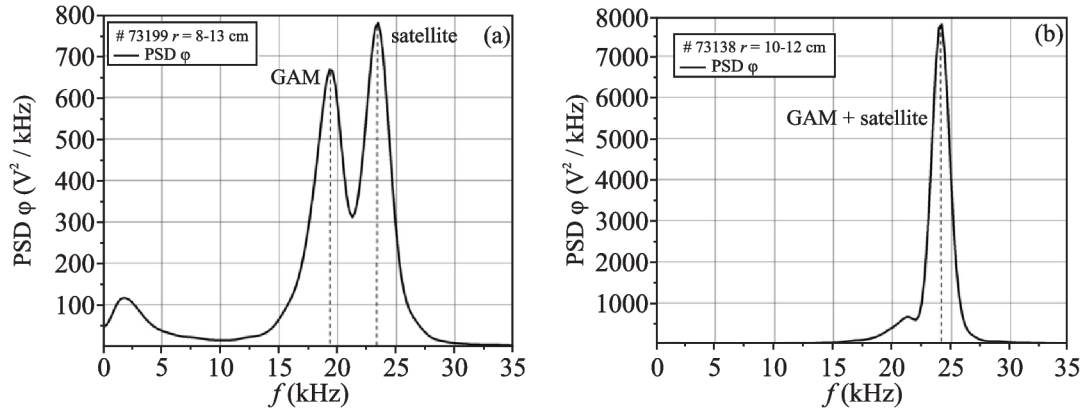 800
700
600
500
400
300
200
100
0 5 10 15 20 25 30 35
PSD φ (V² / kHz)
f (kHz)
# 73199 r = 8-13 cm
PSD φ
GAM
satellite
(a)
8000
7000
6000
5000
4000
3000
2000
1000
0 5 10 15 20 25 30 35
PSD φ (V² / kHz)
f (kHz)
# 73138 r = 10-12 cm
PSD φ
GAM + satellite
(b)